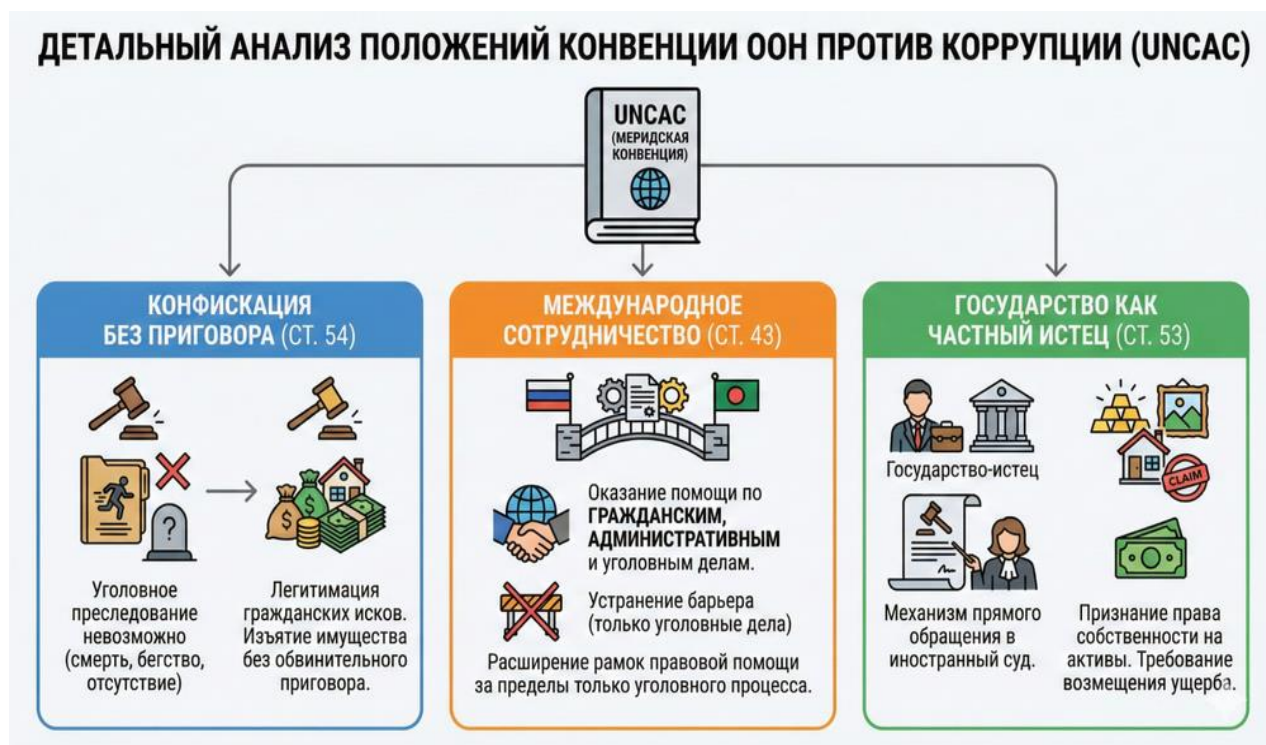 ДЕТАЛЬНЫЙ АНАЛИЗ ПОЛОЖЕНИЙ КОНВЕНЦИИ ООН ПРОТИВ КОРРУПЦИИ (UNCAC)
UNCAC
(МЕРИДСКАЯ
КОНВЕНЦИЯ)
КОНФИСКАЦИЯ
БЕЗ ПРИГОВОРА (СТ. 54)
?
$
$
Уголовное
преследование
невозможно
(смерть, бегство,
отсутствие)
Легитимация
гражданских исков.
Изъятие имущества
без обвинительного
приговора.
МЕЖДУНАРОДНОЕ
СОТРУДНИЧЕСТВО (СТ. 43)
Оказание помощи по
ГРАЖДАНСКИМ,
АДМИНИСТРАТИВНЫМ
и уголовным делам.
Устранение барьера
(только уголовные дела)
Расширение рамок правовой помощи
за пределы только уголовного процесса.
ГОСУДАРСТВО КАК
ЧАСТНЫЙ ИСТЕЦ (СТ. 53)
Государство-истец
CLAIM
Механизм прямого
обращения в
иностранный суд.
Признание права
собственности на
активы. Требование
возмещения ущерба.